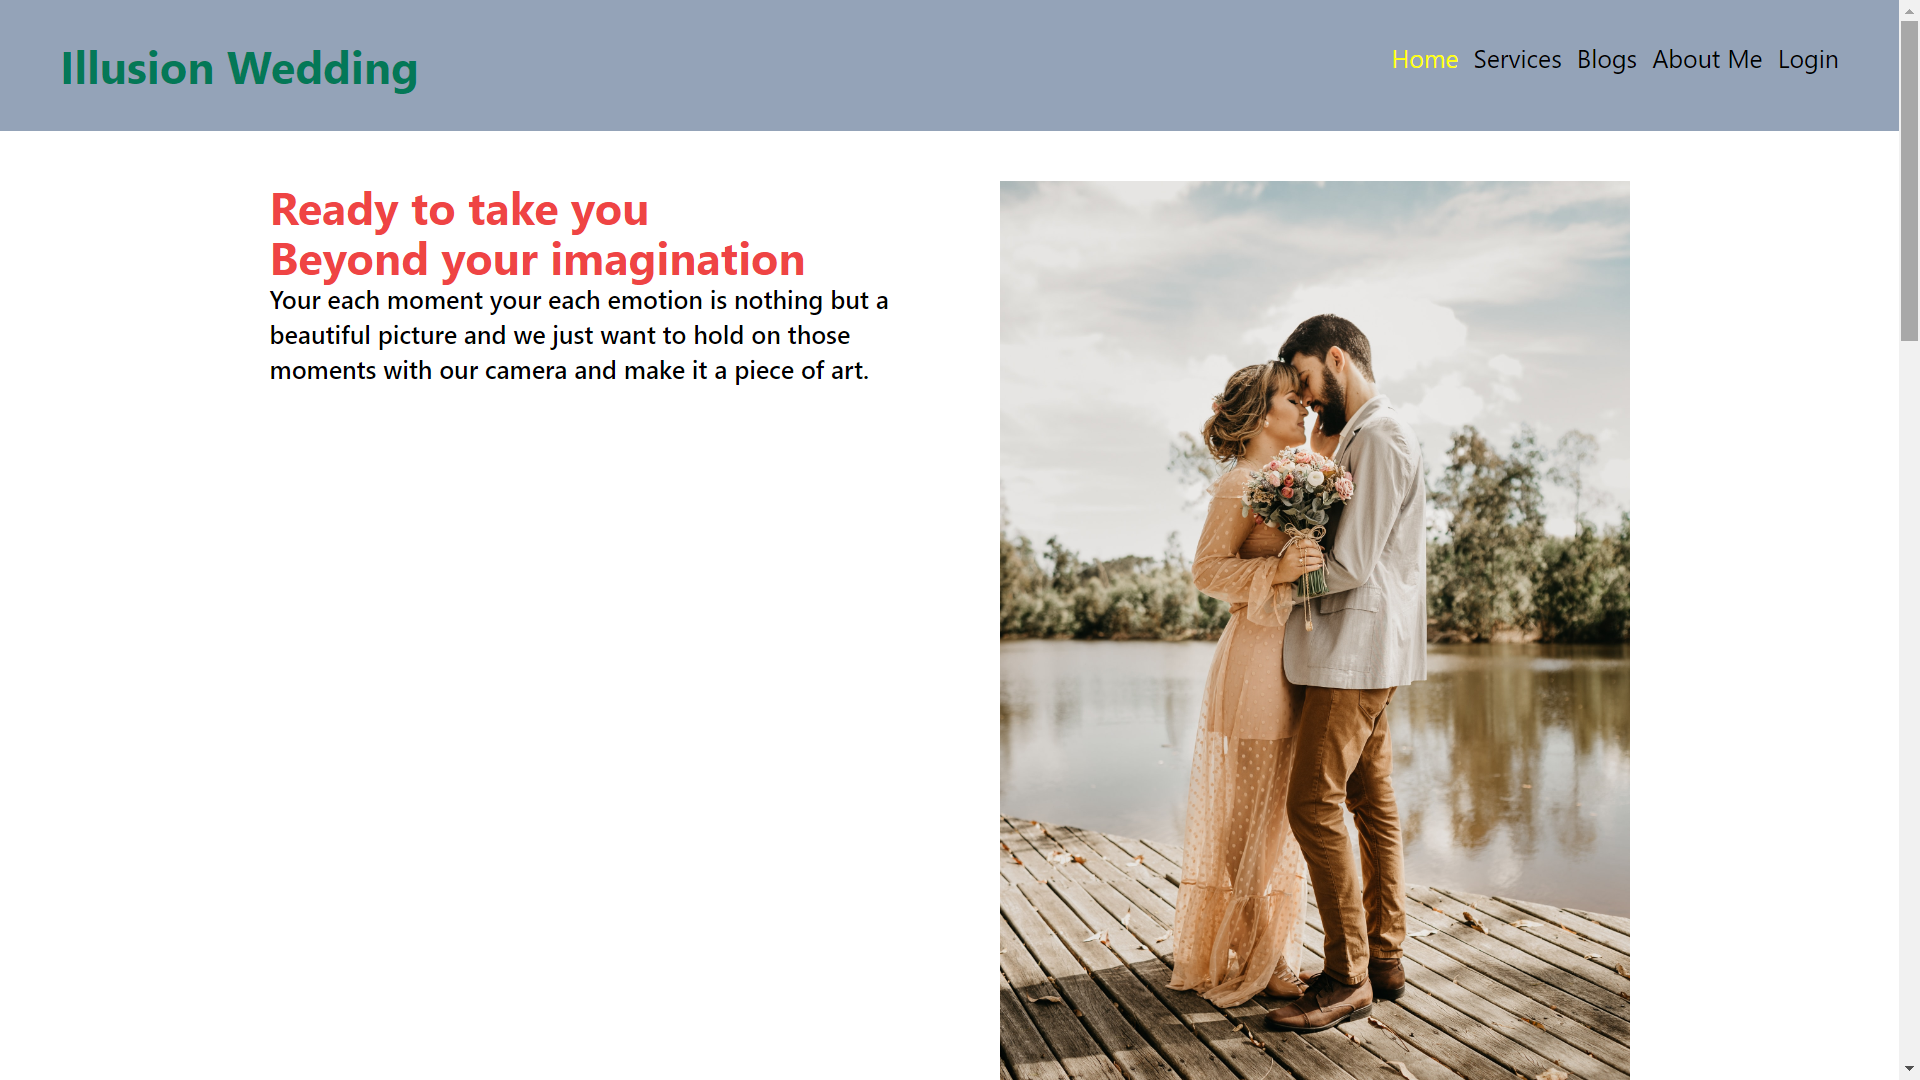 Illusion Wedding
Home Services Blogs About Me Login
Ready to take you
Beyond your imagination
Your each moment your each emotion is nothing but a
beautiful picture and we just want to hold on those
moments with our camera and make it a piece of art.